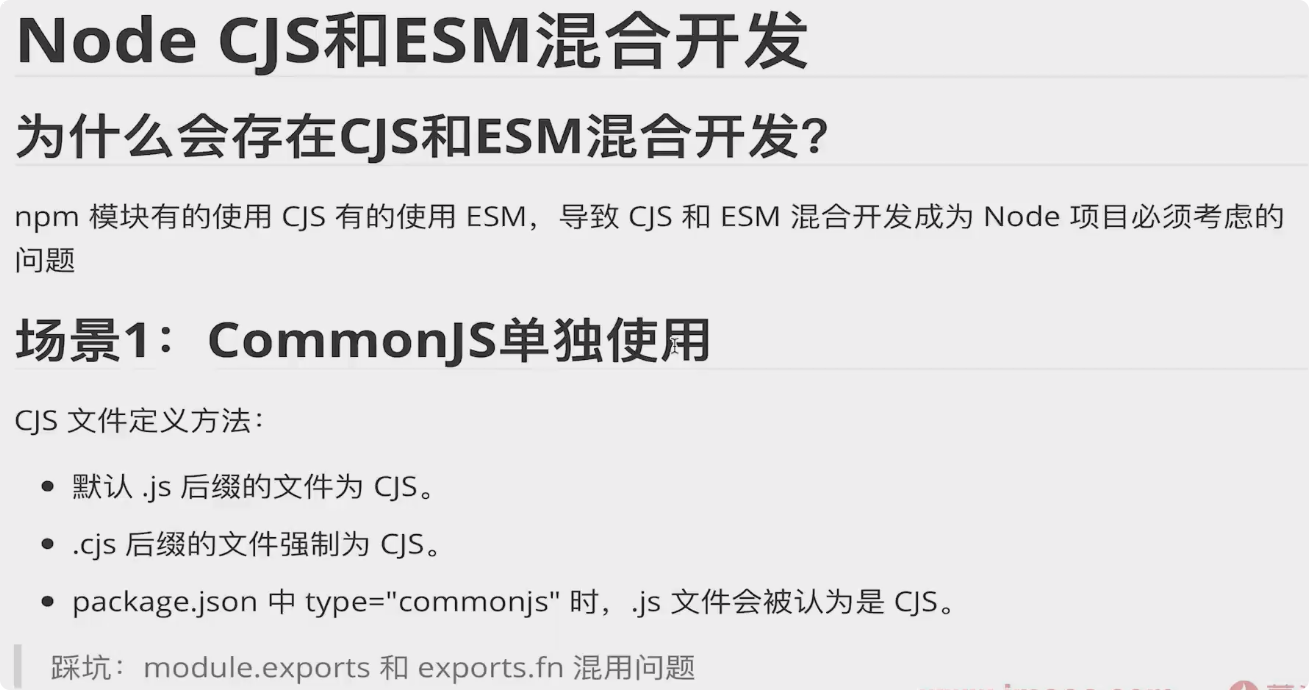 Node CJS和ESM混合开发
为什么会存在CJS和ESM混合开发?
npm 模块有的使用 CJS 有的使用 ESM，导致 CJS 和 ESM 混合开发成为 Node 项目必须考虑的
问题
场景1：CommonJS单独使用
CJS 文件定义方法：
• 默认 .js 后缀的文件为 CJS。
• .cjs 后缀的文件强制为 CJS。
• package.json 中 type="commonjs" 时，.js 文件会被认为是 CJS。
踩坑：module.exports 和 exports.fn 混用问题